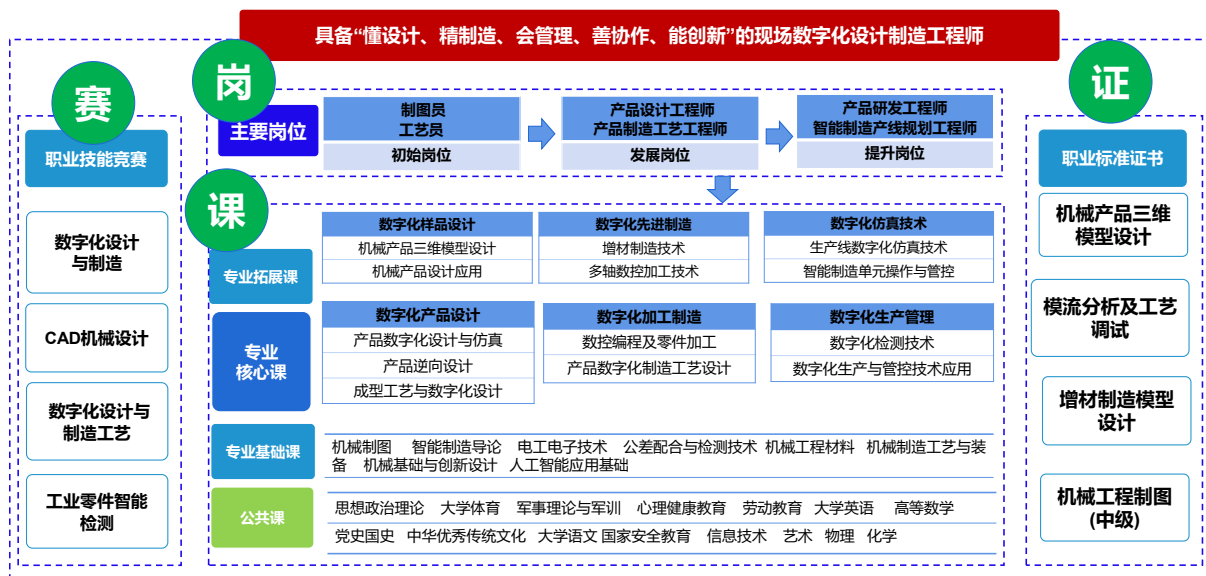 具备“懂设计、精制造、会管理、善协作、能创新”的现场数字化设计制造工程师
赛
职业技能竞赛
数字化设计
与制造
CAD机械设计
数字化设计与
制造工艺
工业零件智能
检测
岗
主要岗位
制图员
工艺员
初始岗位
产品设计工程师
产品制造工艺工程师
发展岗位
产品研发工程师
智能制造产线规划工程师
提升岗位
课
专业拓展课
数字化样品设计
机械产品三维模型设计
机械产品设计应用
数字化先进制造
增材制造技术
多轴数控加工技术
数字化仿真技术
生产线数字化仿真技术
智能制造单元操作与管控
专业
核心课
数字化产品设计
产品数字化设计与仿真
产品逆向设计
成型工艺与数字化设计
数字化加工制造
数控编程及零件加工
产品数字化制造工艺设计
数字化生产管理
数字化检测技术
数字化生产与管控技术应用
专业基础课
机械制图 智能制造导论 电工电子技术 公差配合与检测技术 机械工程材料 机械制造工艺与装
备 机械基础与创新设计 人工智能应用基础
公共课
思想政治理论 大学体育 军事理论与军训 心理健康教育 劳动教育 大学英语 高等数学
党史国史 中华优秀传统文化 大学语文 国家安全教育 信息技术 艺术 物理 化学
证
职业标准证书
机械产品三维
模型设计
模流分析及工艺
调试
增材制造模型
设计
机械工程制图
(中级)